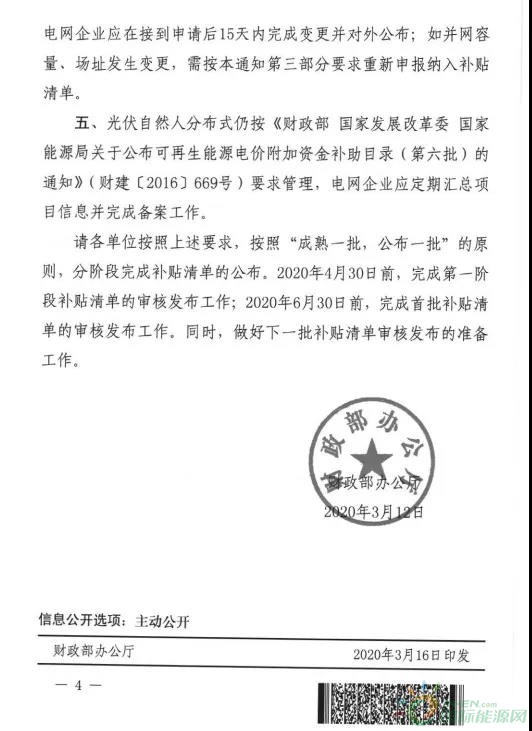 电网企业应在接到申请后15天内完成变更并对外公布；如并网容
量、场址发生变更，需按本通知第三部分要求重新申报纳入补贴
清单。
五、光伏自然人分布式仍按《财政部 国家发展改革委 国家
能源局关于公布可再生能源电价附加资金补助目录（第六批）的
通知》（财建〔2016〕669号）要求管理，电网企业应定期汇总项
目信息并完成备案工作。
请各单位按照上述要求，按照“成熟一批，公布一批”的原
则，分阶段完成补贴清单的公布。2020年4月30日前，完成第一阶
段补贴清单的审核发布工作；2020年6月30日前，完成首批补贴清
单的审核发布工作。同时，做好下一批补贴清单审核发布的准备
工作。
财政部办公厅
财政部办公厅
2020年3月12日
信息公开选项：主动公开
财政部办公厅 2020年3月16日印发
— 4 —
国际能源网